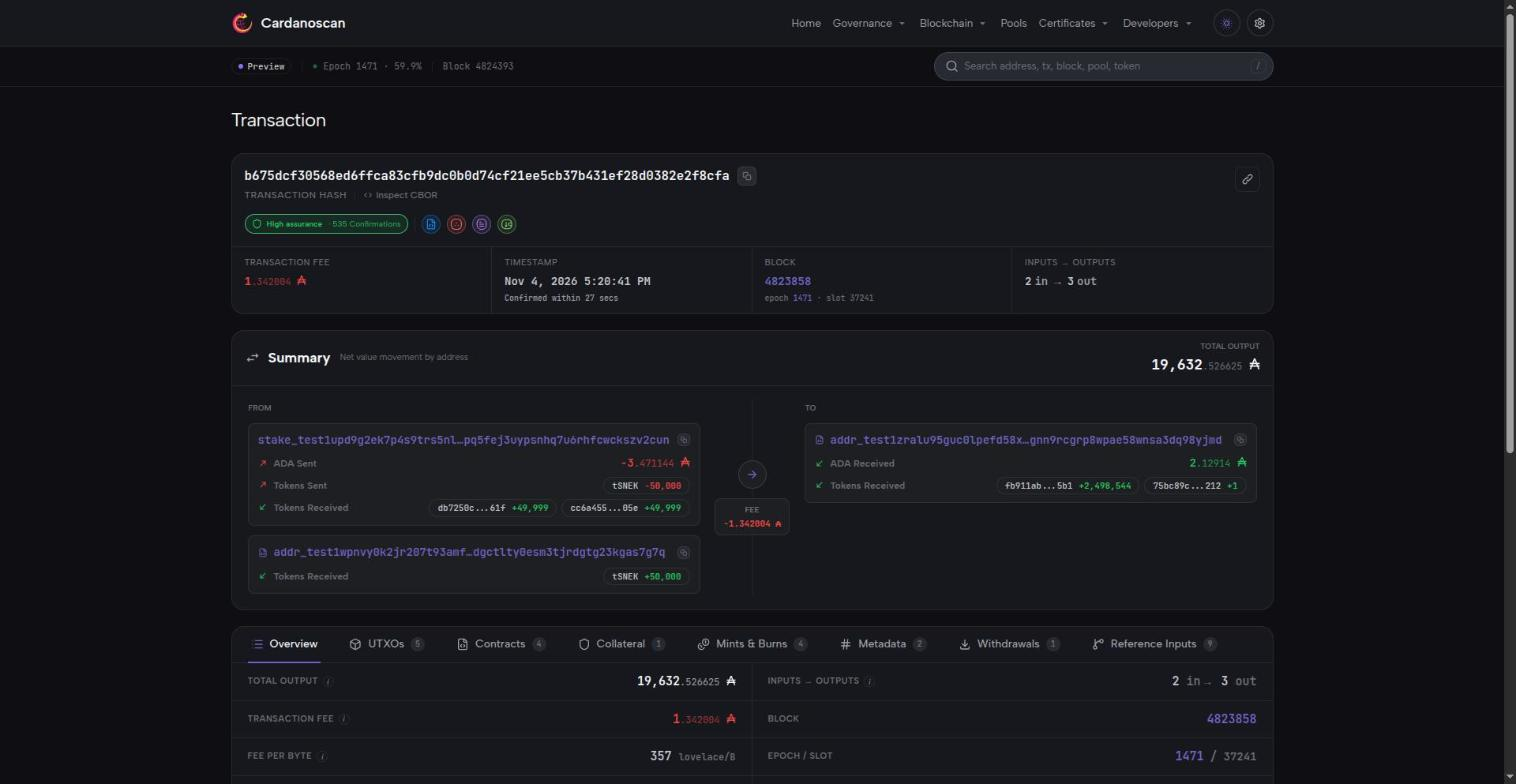 Cardanoscan
Home Governance Blockchain Pools Certificates Developers
Preview Epoch 1471 · 59.9% Block 4824393
Search address, tx, block, pool, token /
Transaction
b675dcf30568ed6ffca83cfb9dc0b0d74cf21ee5cb37b431ef28d0382e2f8cfa
TRANSACTION HASH <> Inspect CBOR
High assurance · 535 Confirmations
TRANSACTION FEE
1.342004 ₳
TIMESTAMP
Nov 4, 2026 5:20:41 PM
Confirmed within 27 secs
BLOCK
4823858
epoch 1471 · slot 37241
INPUTS → OUTPUTS
2 in → 3 out
Summary Net value movement by address
TOTAL OUTPUT
19,632.526625 ₳
FROM
stake_test1upd9g2ek7p4s9trs5nl…pq5fej3uypsnhq7u6rhfcwckszv2cun
ADA Sent -3.471144 ₳
Tokens Sent tSNEK -50,000
Tokens Received db7250c...61f +49,999 cc6a455...05e +49,999
addr_test1wpnvy0k2jr207t93amf…dgctlty0esm3tjrdgtg23kgas7g7q
Tokens Received tSNEK +50,000
FEE
-1.342004 ₳
TO
addr_test1zralu95guc0lpefd58x…gnn9rcgrp8wpae58wnsa3dq98yjmd
ADA Received 2.12914 ₳
Tokens Received fb911ab...5b1 +2,498,544 75bc89c...212 +1
Overview UTXOs 5 Contracts 4 Collateral 1 Mints & Burns 4 Metadata 2 Withdrawals 1 Reference Inputs 9
TOTAL OUTPUT i 19,632.526625 ₳
INPUTS → OUTPUTS i 2 in → 3 out
TRANSACTION FEE i 1.342004 ₳
BLOCK 4823858
FEE PER BYTE i 357 lovelace/B
EPOCH / SLOT 1471 / 37241